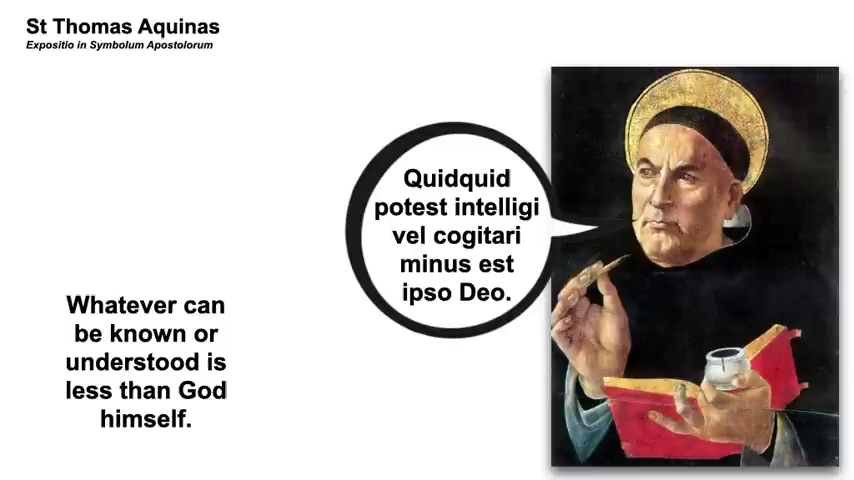 St Thomas Aquinas
Expositio in Symbolum Apostolorum
Quidquid
potest intelligi
vel cogitari
minus est
ipso Deo.
Whatever can
be known or
understood is
less than God
himself.